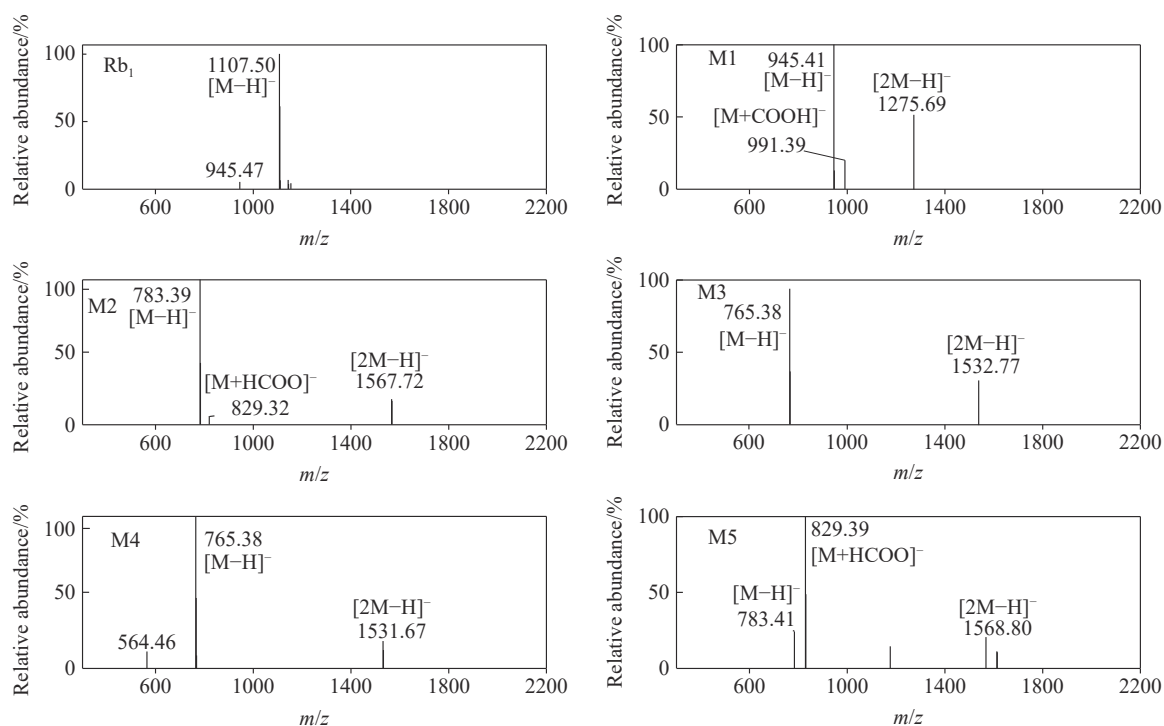 Relative abundance/%
100
50
0
Rb₁
1107.50
[M−H]⁻
945.47
600 1000 1400 1800 2200
m/z
Relative abundance/%
100
50
0
M1
945.41
[M−H]⁻
[2M−H]⁻
1275.69
[M+COOH]⁻
991.39
600 1000 1400 1800 2200
m/z
Relative abundance/%
100
50
0
M2
783.39
[M−H]⁻
[M+HCOO]⁻
829.32
[2M−H]⁻
1567.72
600 1000 1400 1800 2200
m/z
Relative abundance/%
100
50
0
M3
765.38
[M−H]⁻
[2M−H]⁻
1532.77
600 1000 1400 1800 2200
m/z
Relative abundance/%
100
50
0
M4
765.38
[M−H]⁻
564.46
[2M−H]⁻
1531.67
600 1000 1400 1800 2200
m/z
Relative abundance/%
100
50
0
M5
829.39
[M+HCOO]⁻
[M−H]⁻
783.41
[2M−H]⁻
1568.80
600 1000 1400 1800 2200
m/z